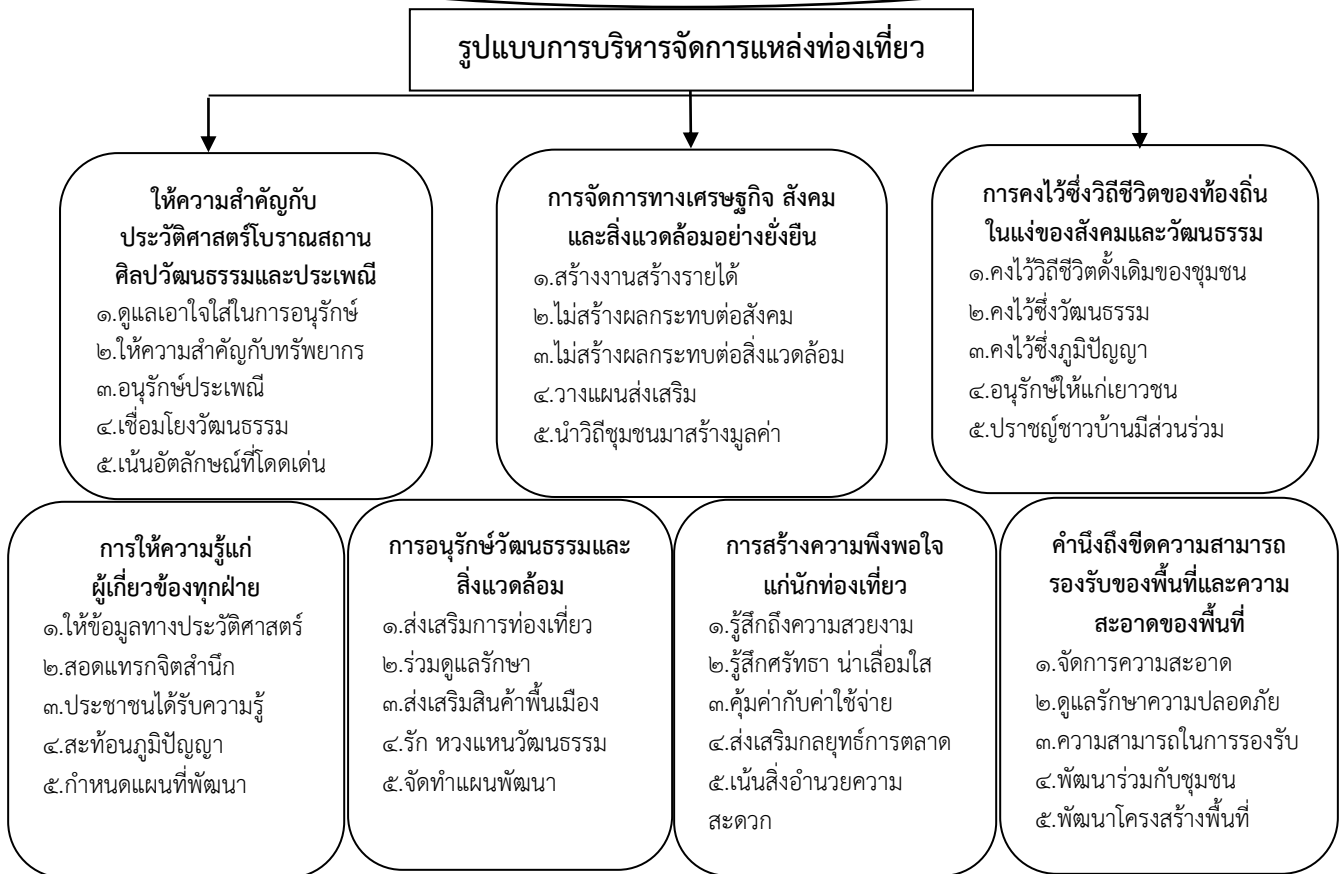 รูปแบบการบริหารจัดการแหล่งท่องเที่ยว
ให้ความสำคัญกับ
ประวัติศาสตร์โบราณสถาน
ศิลปวัฒนธรรมและประเพณี
๑.ดูแลเอาใจใส่ในการอนุรักษ์
๒.ให้ความสำคัญกับทรัพยากร
๓.อนุรักษ์ประเพณี
๔.เชื่อมโยงวัฒนธรรม
๕.เน้นอัตลักษณ์ที่โดดเด่น
การจัดการทางเศรษฐกิจ สังคม
และสิ่งแวดล้อมอย่างยั่งยืน
๑.สร้างงานสร้างรายได้
๒.ไม่สร้างผลกระทบต่อสังคม
๓.ไม่สร้างผลกระทบต่อสิ่งแวดล้อม
๔.วางแผนส่งเสริม
๕.นำวิถีชุมชนมาสร้างมูลค่า
การคงไว้ซึ่งวิถีชีวิตของท้องถิ่น
ในแง่ของสังคมและวัฒนธรรม
๑.คงไว้วิถีชีวิตดั้งเดิมของชุมชน
๒.คงไว้ซึ่งวัฒนธรรม
๓.คงไว้ซึ่งภูมิปัญญา
๔.อนุรักษ์ให้แก่เยาวชน
๕.ปราชญ์ชาวบ้านมีส่วนร่วม
การให้ความรู้แก่
ผู้เกี่ยวข้องทุกฝ่าย
๑.ให้ข้อมูลทางประวัติศาสตร์
๒.สอดแทรกจิตสำนึก
๓.ประชาชนได้รับความรู้
๔.สะท้อนภูมิปัญญา
๕.กำหนดแผนที่พัฒนา
การอนุรักษ์วัฒนธรรมและ
สิ่งแวดล้อม
๑.ส่งเสริมการท่องเที่ยว
๒.ร่วมดูแลรักษา
๓.ส่งเสริมสินค้าพื้นเมือง
๔.รัก หวงแหนวัฒนธรรม
๕.จัดทำแผนพัฒนา
การสร้างความพึงพอใจ
แก่นักท่องเที่ยว
๑.รู้สึกถึงความสวยงาม
๒.รู้สึกศรัทธา น่าเลื่อมใส
๓.คุ้มค่ากับค่าใช้จ่าย
๔.ส่งเสริมกลยุทธ์การตลาด
๕.เน้นสิ่งอำนวยความ
สะดวก
คำนึงถึงขีดความสามารถ
รองรับของพื้นที่และความ
สะอาดของพื้นที่
๑.จัดการความสะอาด
๒.ดูแลรักษาความปลอดภัย
๓.ความสามารถในการรองรับ
๔.พัฒนาร่วมกับชุมชน
๕.พัฒนาโครงสร้างพื้นที่